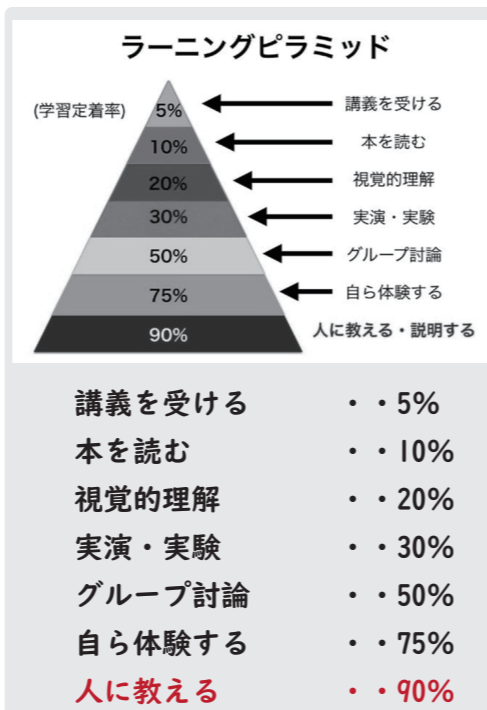 ラーニングピラミッド
(学習定着率) 5% 講義を受ける
10% 本を読む
20% 視覚的理解
30% 実演・実験
50% グループ討論
75% 自ら体験する
90% 人に教える・説明する
講義を受ける ・・5%
本を読む ・・10%
視覚的理解 ・・20%
実演・実験 ・・30%
グループ討論 ・・50%
自ら体験する ・・75%
人に教える ・・90%